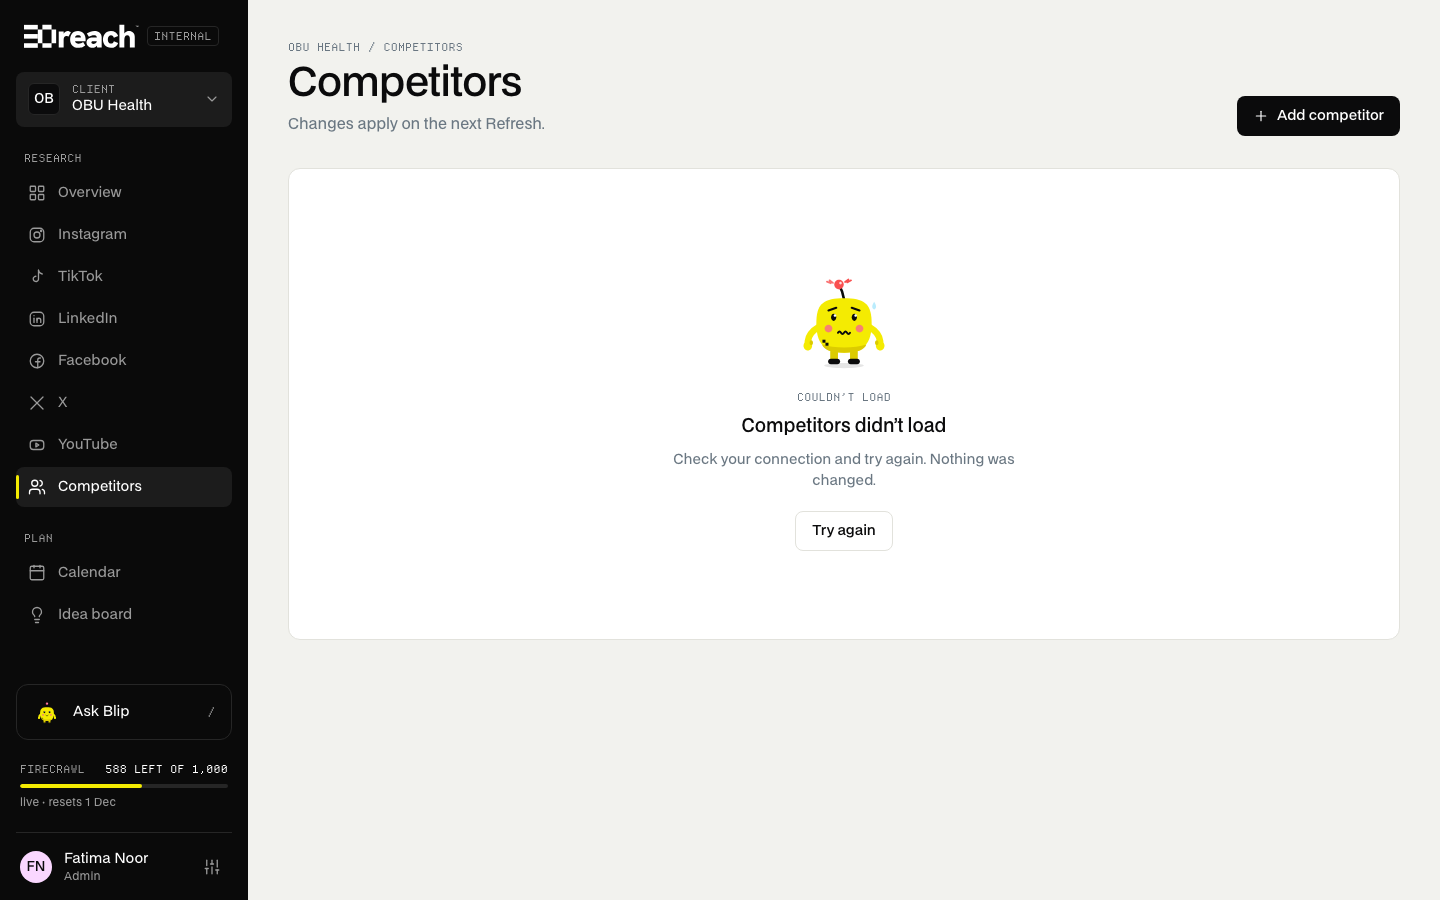 reach
INTERNAL
OB
CLIENT
OBU Health
RESEARCH
Overview
Instagram
TikTok
LinkedIn
Facebook
X
YouTube
Competitors
PLAN
Calendar
Idea board
Ask Blip
/
FIRECRAWL 588 LEFT OF 1,000
live · resets 1 Dec
FN
Fatima Noor
Admin
OBU HEALTH / COMPETITORS
Competitors
Changes apply on the next Refresh.
+ Add competitor
COULDN’T LOAD
Competitors didn’t load
Check your connection and try again. Nothing was
changed.
Try again